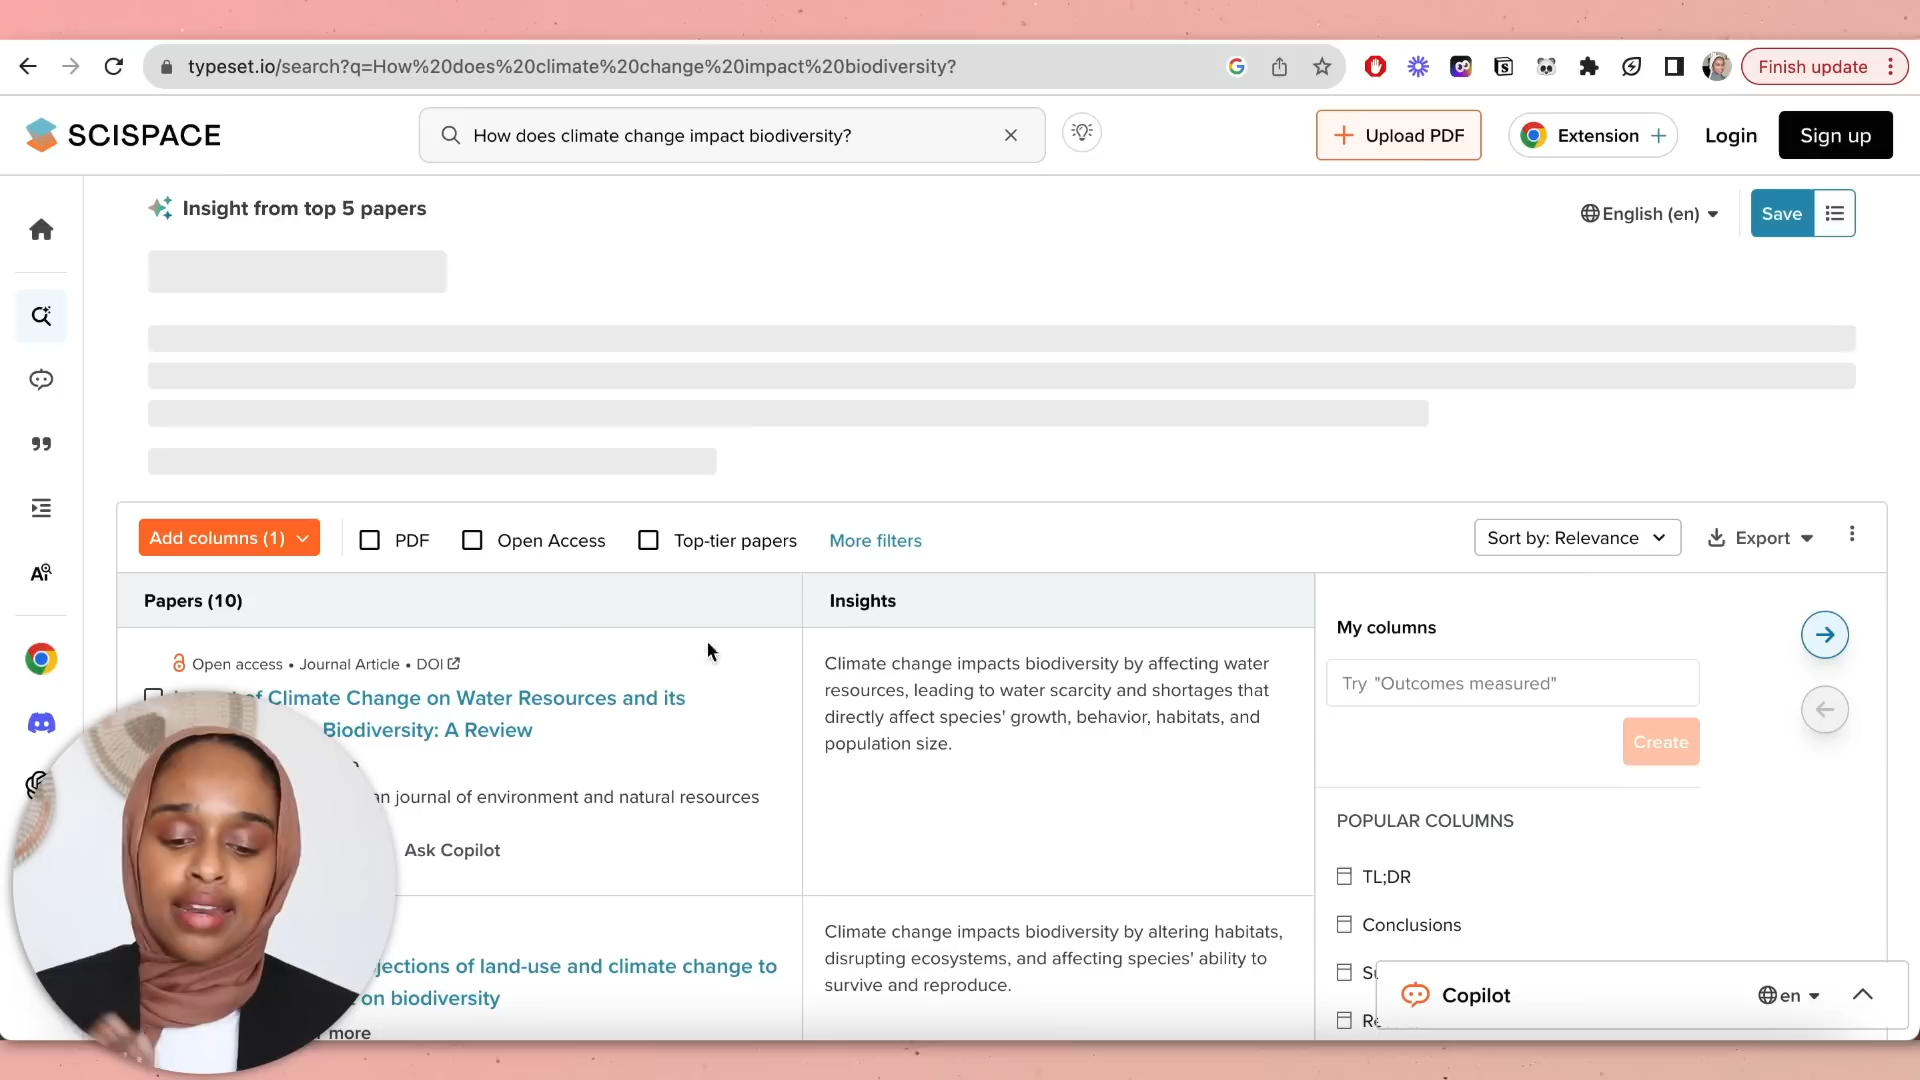 typeset.io/search?q=How%20does%20climate%20change%20impact%20biodiversity?
Finish update
SCISPACE
How does climate change impact biodiversity?
Upload PDF
Extension
Login
Sign up
Insight from top 5 papers
English (en)
Save
Add columns (1)
PDF
Open Access
Top-tier papers
More filters
Sort by: Relevance
Export
Papers (10)
Insights
Open access • Journal Article • DOI
of Climate Change on Water Resources and its
Biodiversity: A Review
journal of environment and natural resources
Ask Copilot
Climate change impacts biodiversity by affecting water
resources, leading to water scarcity and shortages that
directly affect species' growth, behavior, habitats, and
population size.
My columns
Try "Outcomes measured"
Create
POPULAR COLUMNS
TL;DR
Conclusions
land-use and climate change to
on biodiversity
more
Climate change impacts biodiversity by altering habitats,
disrupting ecosystems, and affecting species' ability to
survive and reproduce.
Copilot
en